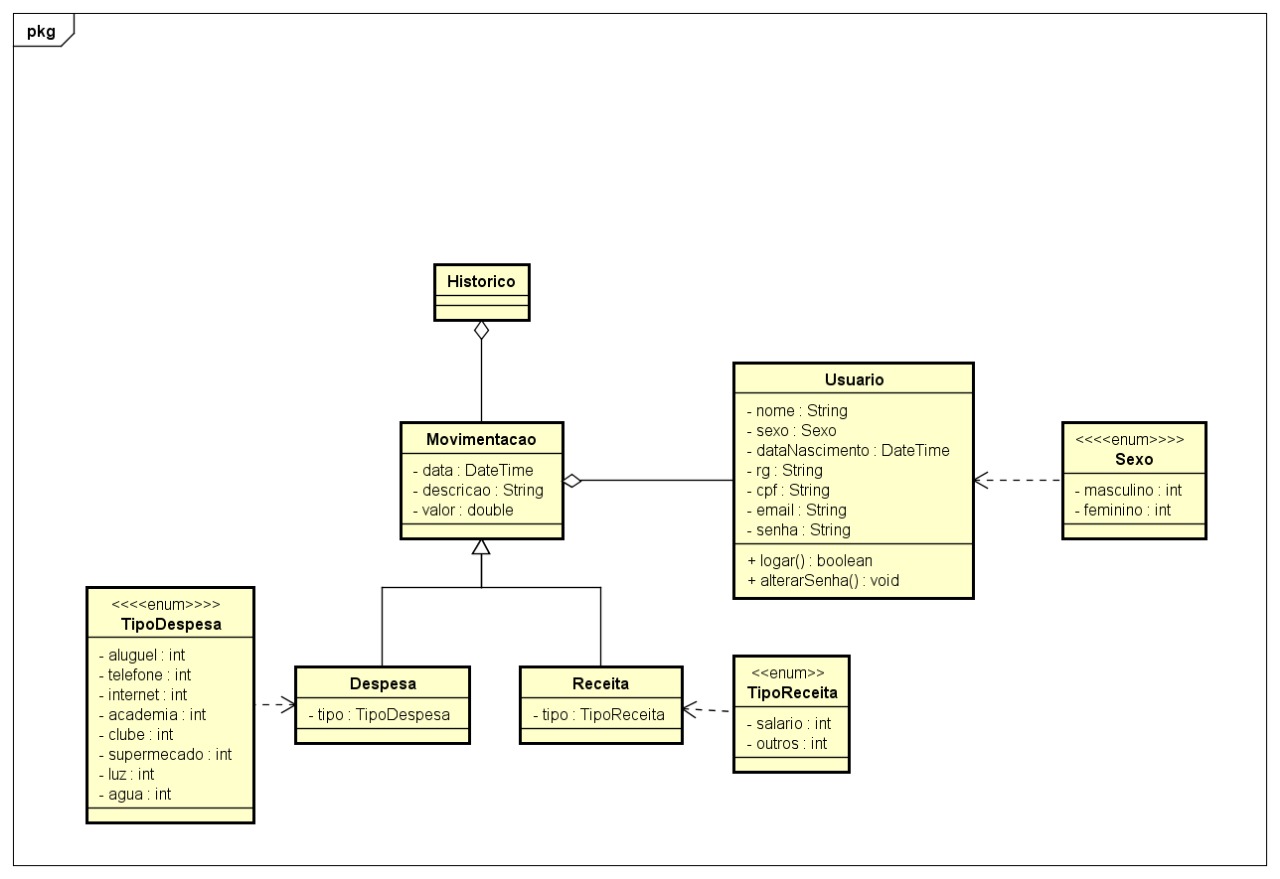 pkg
Historico
Movimentacao
- data : DateTime
- descricao : String
- valor : double
Usuario
- nome : String
- sexo : Sexo
- dataNascimento : DateTime
- rg : String
- cpf : String
- email : String
- senha : String
+ logar() : boolean
+ alterarSenha() : void
<<<<enum>>>>
Sexo
- masculino : int
- feminino : int
<<<<enum>>>>
TipoDespesa
- aluguel : int
- telefone : int
- internet : int
- academia : int
- clube : int
- supermecado : int
- luz : int
- agua : int
Despesa
- tipo : TipoDespesa
Receita
- tipo : TipoReceita
<<enum>>
TipoReceita
- salario : int
- outros : int